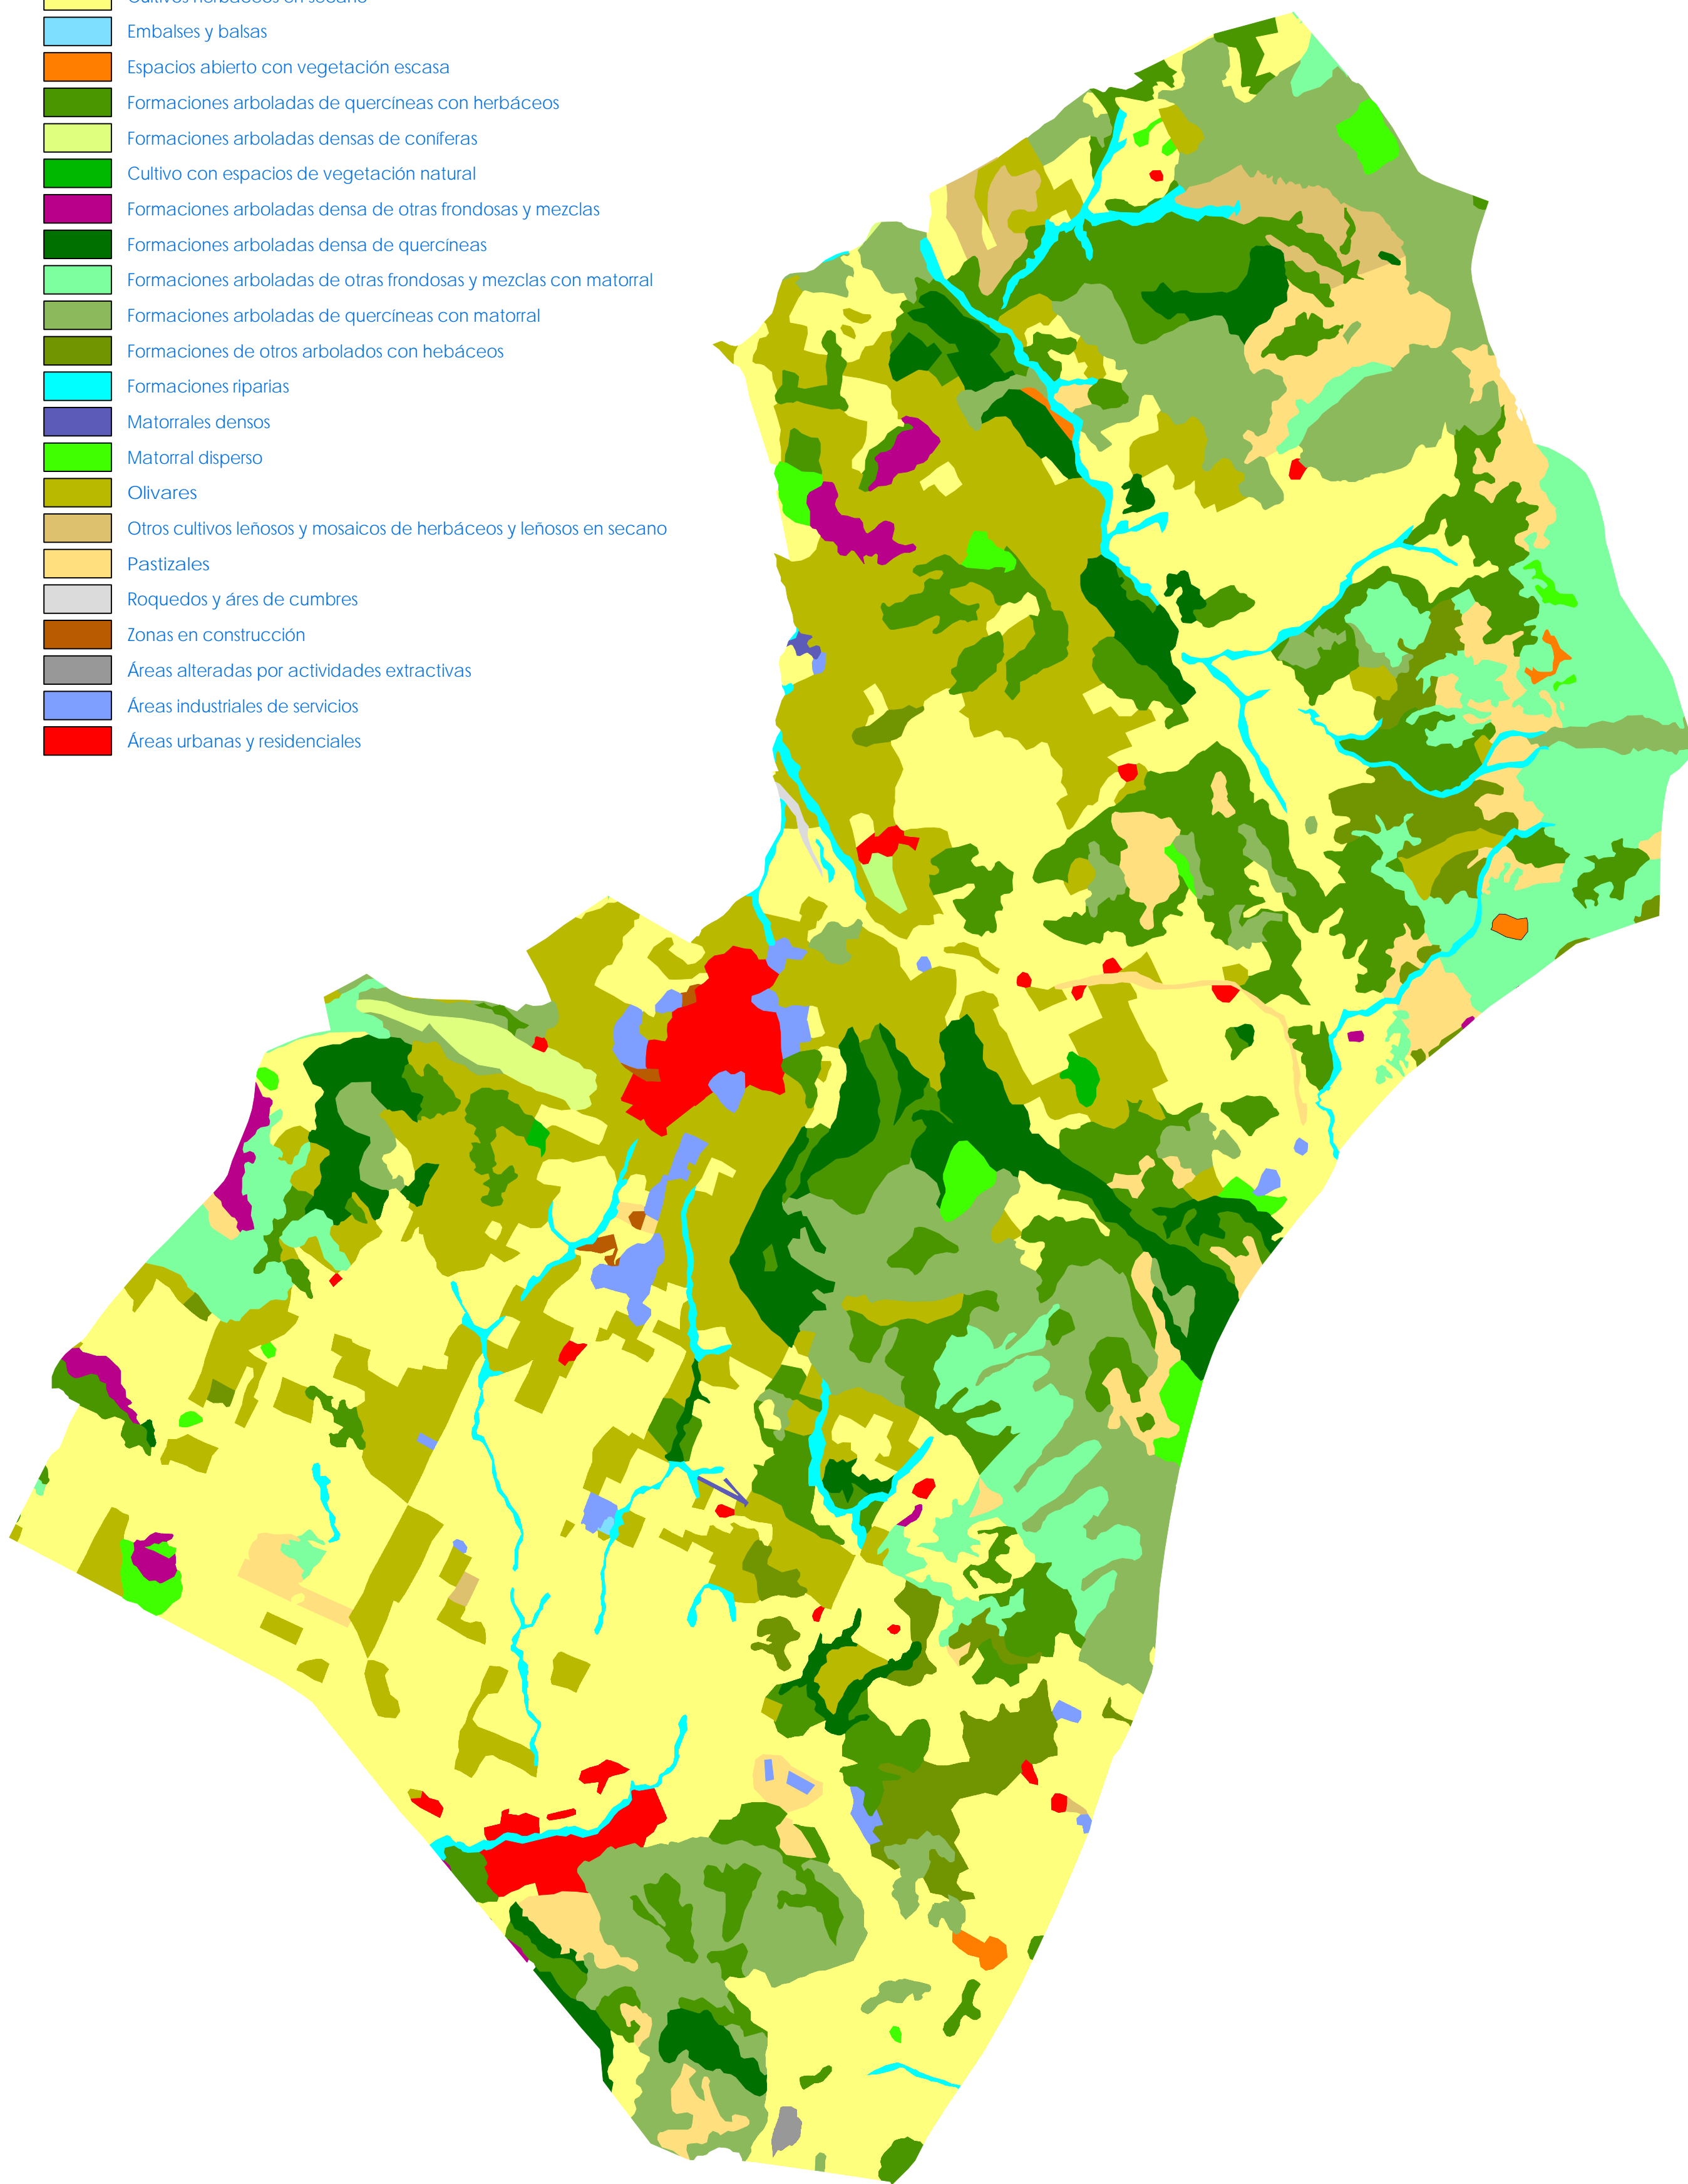 Cultivos herbáceos en secano
Embalses y balsas
Espacios abierto con vegetación escasa
Formaciones arboladas de quercíneas con herbáceos
Formaciones arboladas densas de coníferas
Cultivo con espacios de vegetación natural
Formaciones arboladas densa de otras frondosas y mezclas
Formaciones arboladas densa de quercíneas
Formaciones arboladas de otras frondosas y mezclas con matorral
Formaciones arboladas de quercíneas con matorral
Formaciones de otros arbolados con hebáceos
Formaciones riparias
Matorrales densos
Matorral disperso
Olivares
Otros cultivos leñosos y mosaicos de herbáceos y leñosos en secano
Pastizales
Roquedos y áres de cumbres
Zonas en construcción
Áreas alteradas por actividades extractivas
Áreas industriales de servicios
Áreas urbanas y residenciales